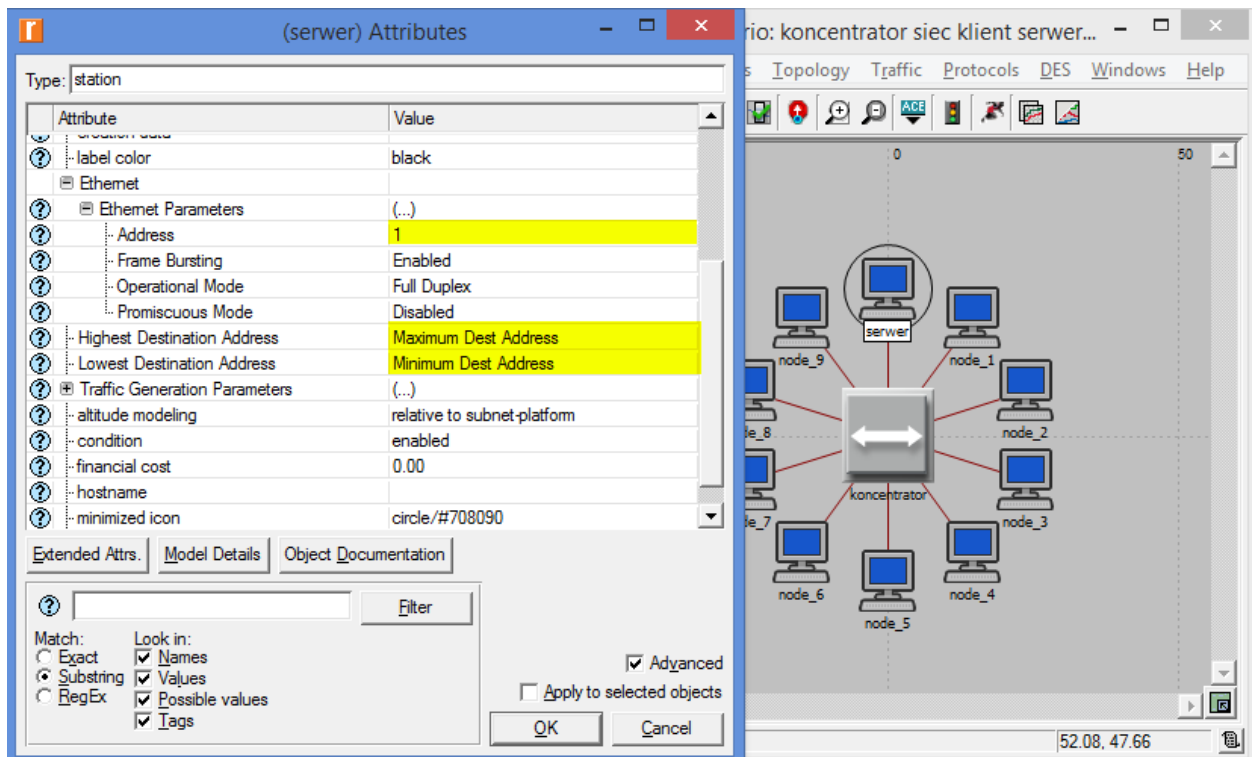 (serwer) Attributes
Type: station
Attribute Value
label color black
Ethernet
Ethernet Parameters (...)
Address 1
Frame Bursting Enabled
Operational Mode Full Duplex
Promiscuous Mode Disabled
Highest Destination Address Maximum Dest Address
Lowest Destination Address Minimum Dest Address
Traffic Generation Parameters (...)
altitude modeling relative to subnet-platform
condition enabled
financial cost 0.00
hostname
minimized icon circle/#708090
Extended Attrs. Model Details Object Documentation
Filter
Match: Look in:
Exact Names
Substring Values
RegEx Possible values
Tags
Advanced
Apply to selected objects
OK Cancel
rio: koncentrator siec klient serwer...
s Topology Traffic Protocols DES Windows Help
ACE
0 50
serwer
node_9 node_1
de_8 node_2
koncentrator
de_7 node_3
node_6 node_4
node_5
52.08, 47.66